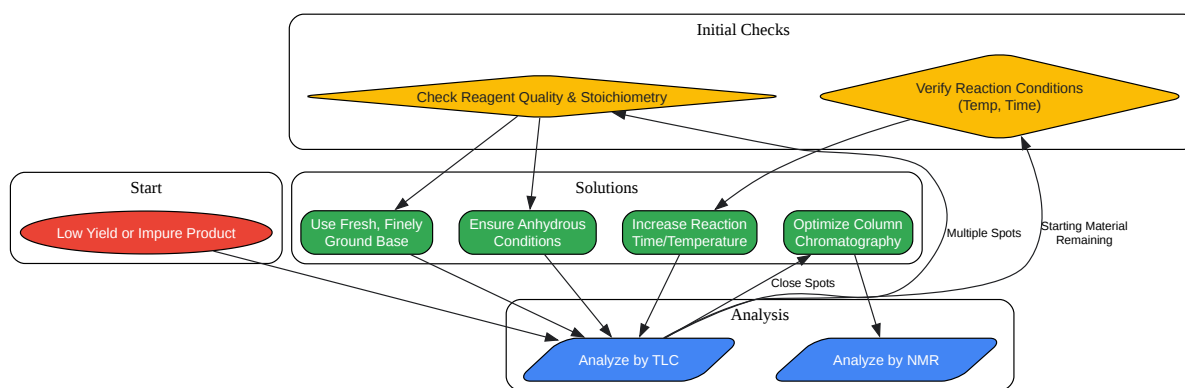 Initial Checks
Check Reagent Quality & Stoichiometry
Verify Reaction Conditions
(Temp, Time)
Start
Low Yield or Impure Product
Solutions
Use Fresh, Finely
Ground Base
Ensure Anhydrous
Conditions
Increase Reaction
Time/Temperature
Optimize Column
Chromatography
Multiple Spots
Starting Material
Remaining
Close Spots
Analysis
Analyze by TLC
Analyze by NMR